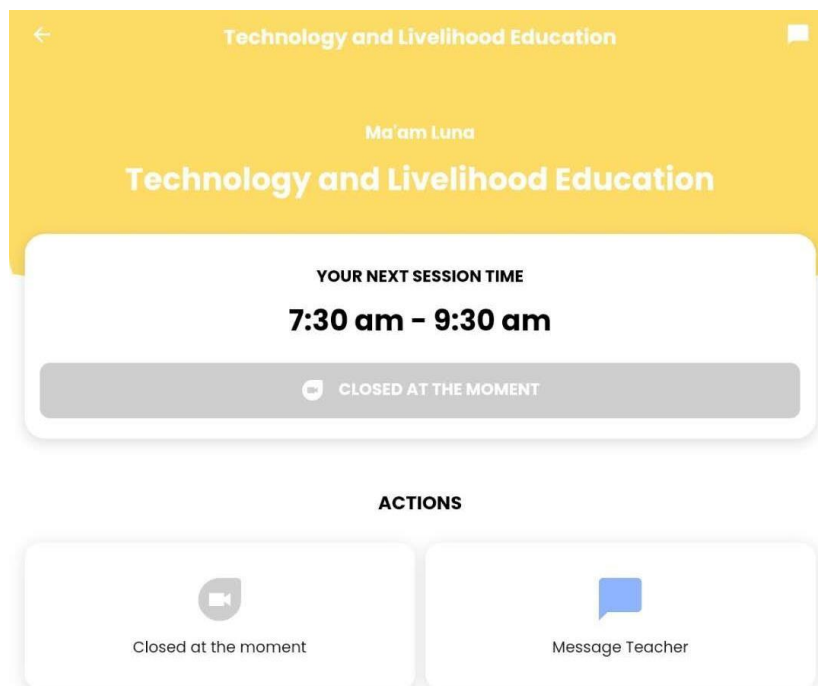 Technology and Livelihood Education
Ma'am Luna
Technology and Livelihood Education
YOUR NEXT SESSION TIME
7:30 am - 9:30 am
CLOSED AT THE MOMENT
ACTIONS
Closed at the moment
Message Teacher